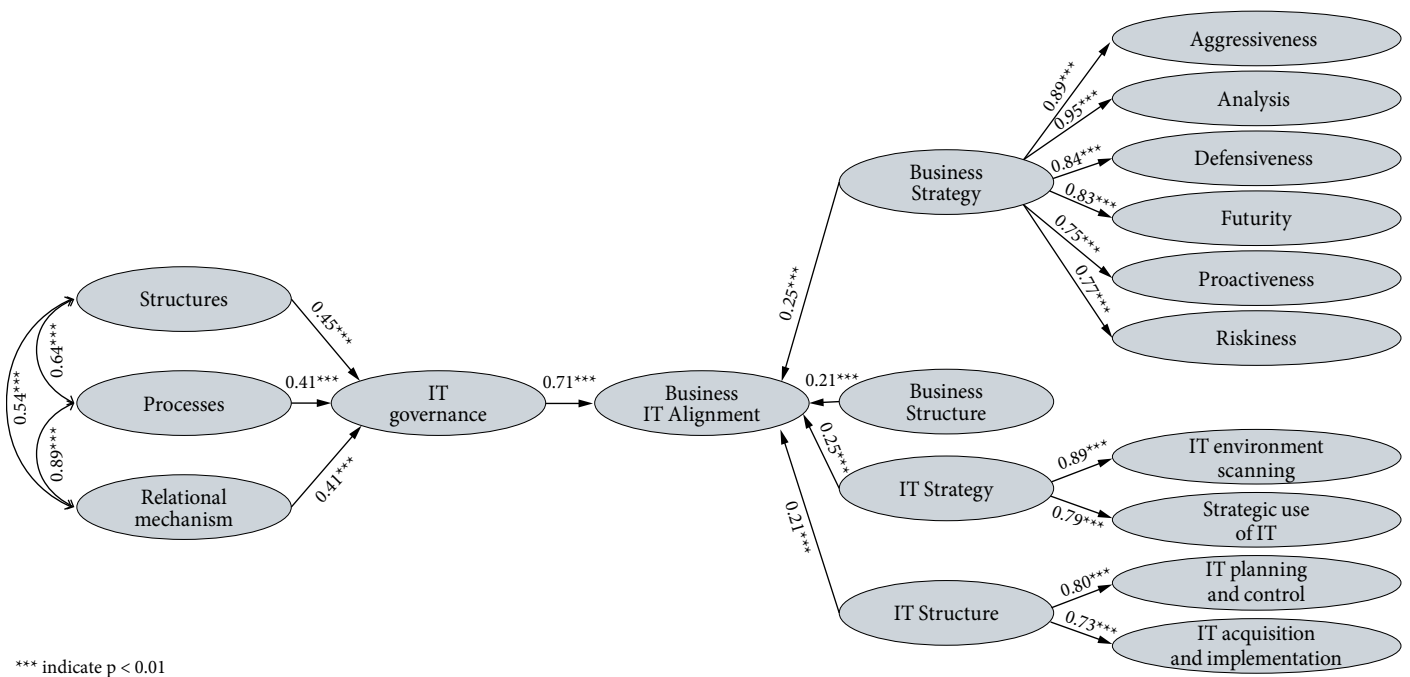 Aggressiveness
0.89***
Analysis
0.95***
Defensiveness
0.84***
Business
Strategy
Futurity
0.83***
0.75***
Proactiveness
0.77***
Riskiness
0.25***
Structures
0.45***
0.64***
0.54***
Processes
0.41***
IT
governance
0.71***
Business
IT Alignment
0.21***
Business
Structure
0.89***
Relational
mechanism
0.41***
0.25***
IT Strategy
0.89***
IT environment
scanning
0.79***
Strategic use
of IT
0.21***
IT Structure
0.80***
IT planning
and control
0.73***
IT acquisition
and implementation
*** indicate p < 0.01